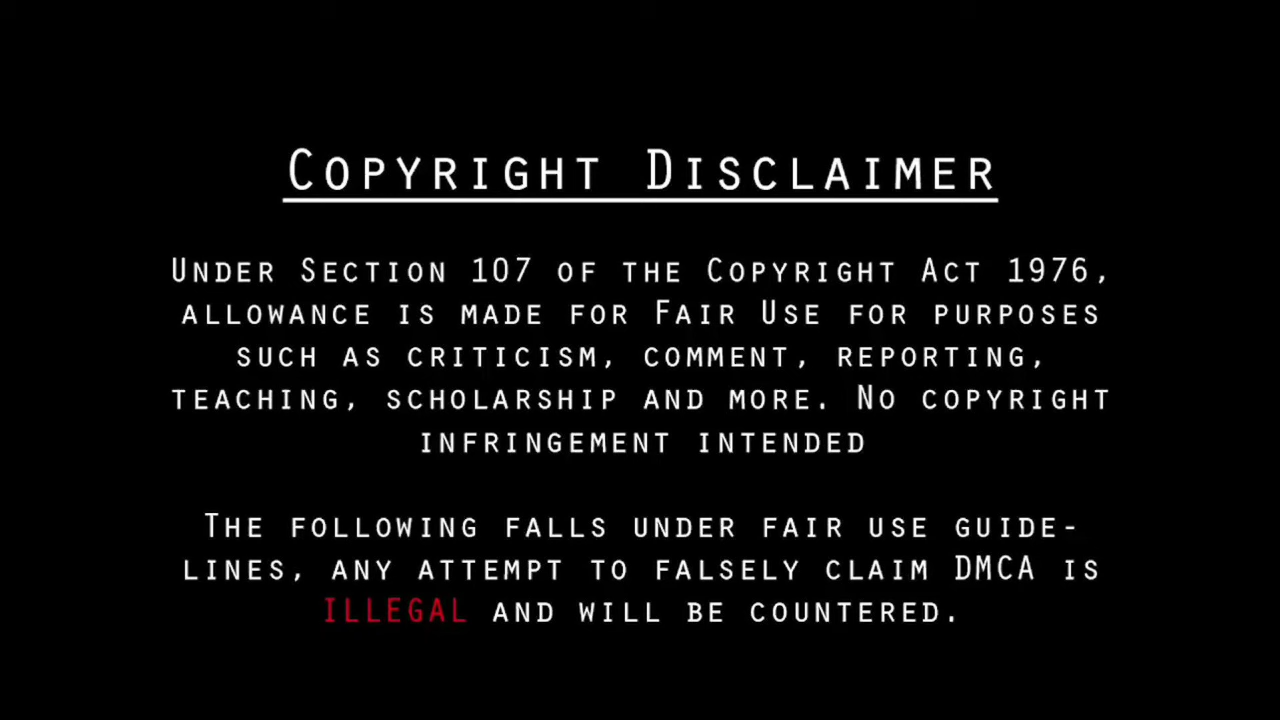 Copyright Disclaimer
Under Section 107 of the Copyright Act 1976,
allowance is made for Fair Use for purposes
such as criticism, comment, reporting,
teaching, scholarship and more. No copyright
infringement intended
The following falls under fair use guide-
lines, any attempt to falsely claim DMCA is
ILLEGAL and will be countered.